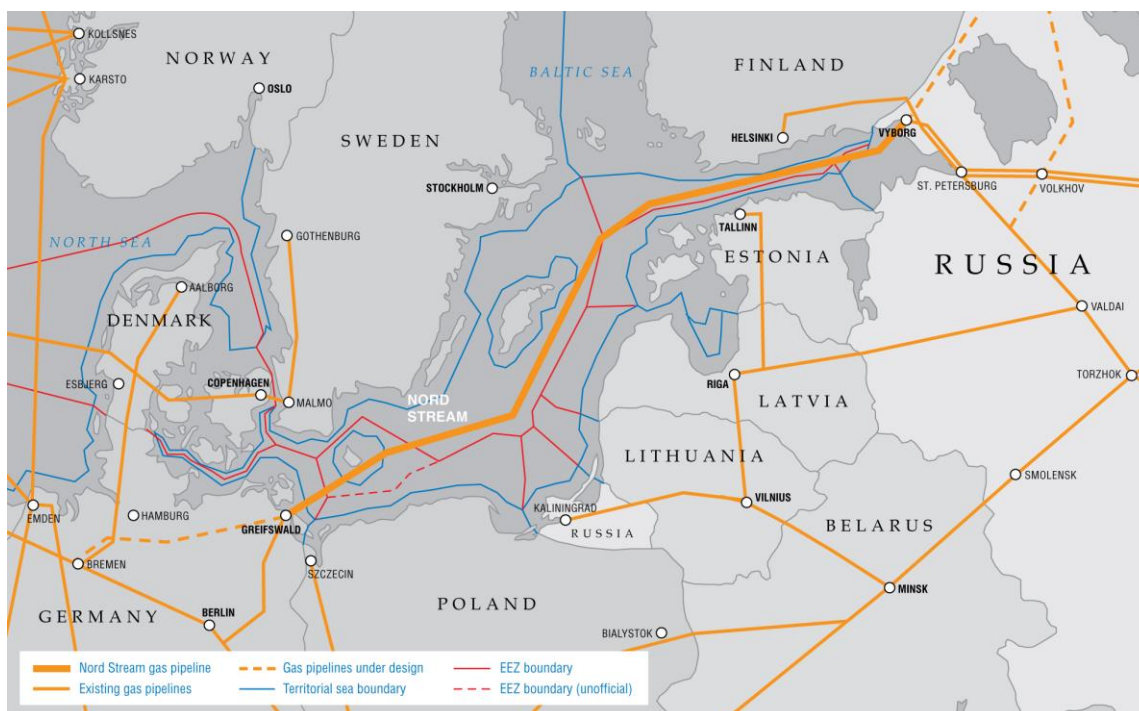 KOLLSNES
NORWAY
KARSTO
OSLO
BALTIC SEA
FINLAND
HELSINKI
VYBORG
SWEDEN
STOCKHOLM
ST. PETERSBURG
VOLKHOV
NORTH SEA
GOTHENBURG
TALLINN
ESTONIA
RUSSIA
AALBORG
DENMARK
VALDAI
ESBJERG
COPENHAGEN
MALMO
NORD
STREAM
RIGA
LATVIA
TORZHOK
LITHUANIA
SMOLENSK
EMDEN
HAMBURG
GREIFSWALD
KALININGRAD
RUSSIA
VILNIUS
BELARUS
BREMEN
SZCZECIN
MINSK
GERMANY
BERLIN
POLAND
BIALYSTOK
Nord Stream gas pipeline
Gas pipelines under design
EEZ boundary
Existing gas pipelines
Territorial sea boundary
EEZ boundary (unofficial)